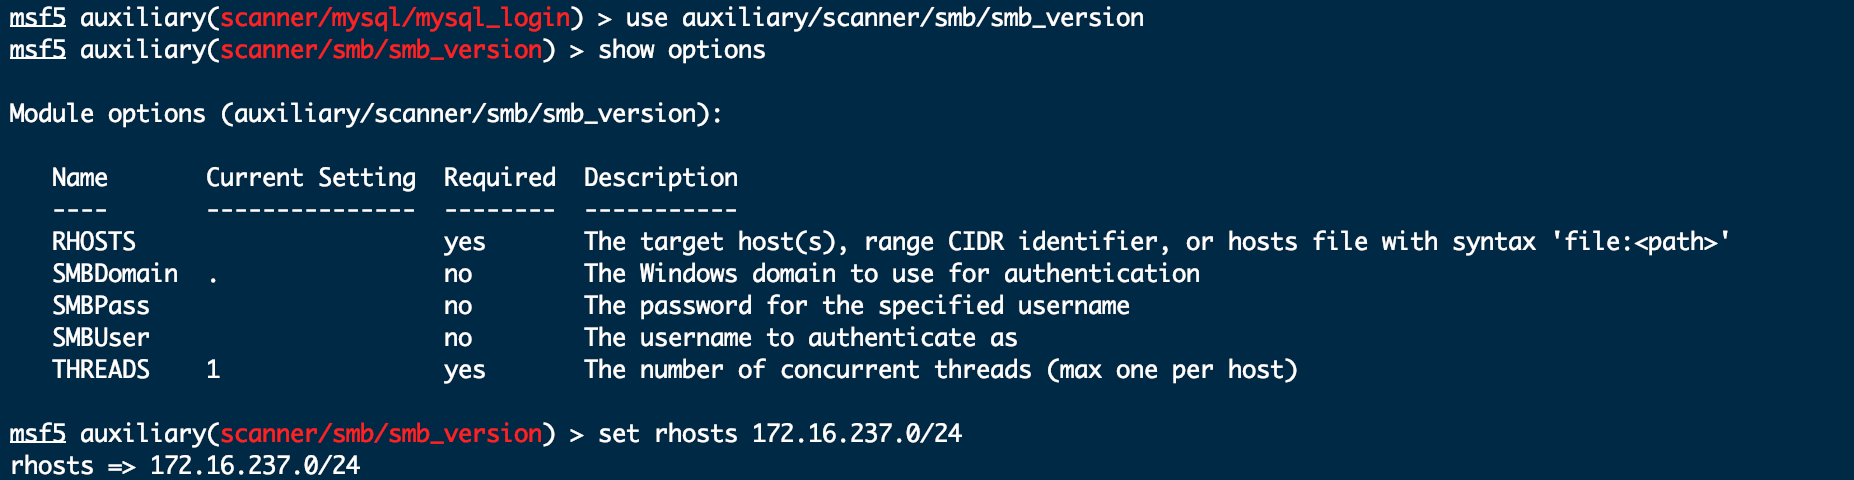 msf5 auxiliary(scanner/mysql/mysql_login) > use auxiliary/scanner/smb/smb_version
msf5 auxiliary(scanner/smb/smb_version) > show options
Module options (auxiliary/scanner/smb/smb_version):
Name       Current Setting  Required  Description
----       ---------------  --------  -----------
RHOSTS                      yes       The target host(s), range CIDR identifier, or hosts file with syntax 'file:<path>'
SMBDomain  .                no        The Windows domain to use for authentication
SMBPass                     no        The password for the specified username
SMBUser                     no        The username to authenticate as
THREADS    1                yes       The number of concurrent threads (max one per host)
msf5 auxiliary(scanner/smb/smb_version) > set rhosts 172.16.237.0/24
rhosts => 172.16.237.0/24